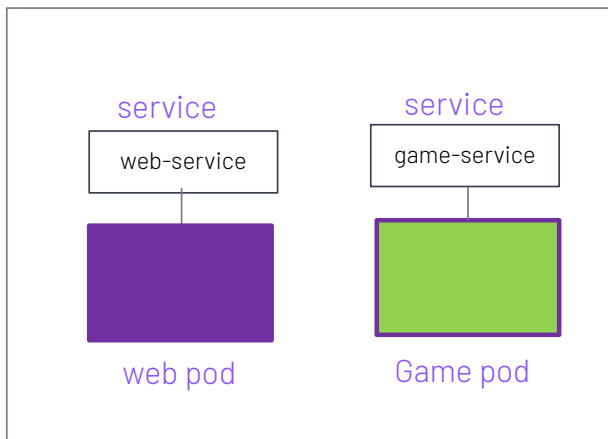 service
web-service
web pod
service
game-service
Game pod